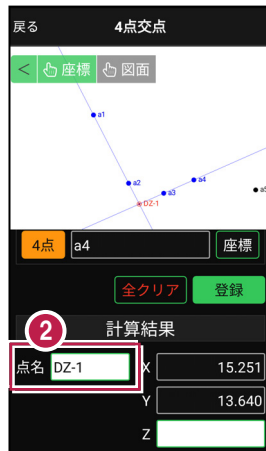 戻る 4点交点
< 座標 図面
a1
a2
a3
a4
a5
DZ-1
4点 a4 座標
全クリア 登録
2 計算結果
点名 DZ-1 X 15.251
Y 13.640
Z